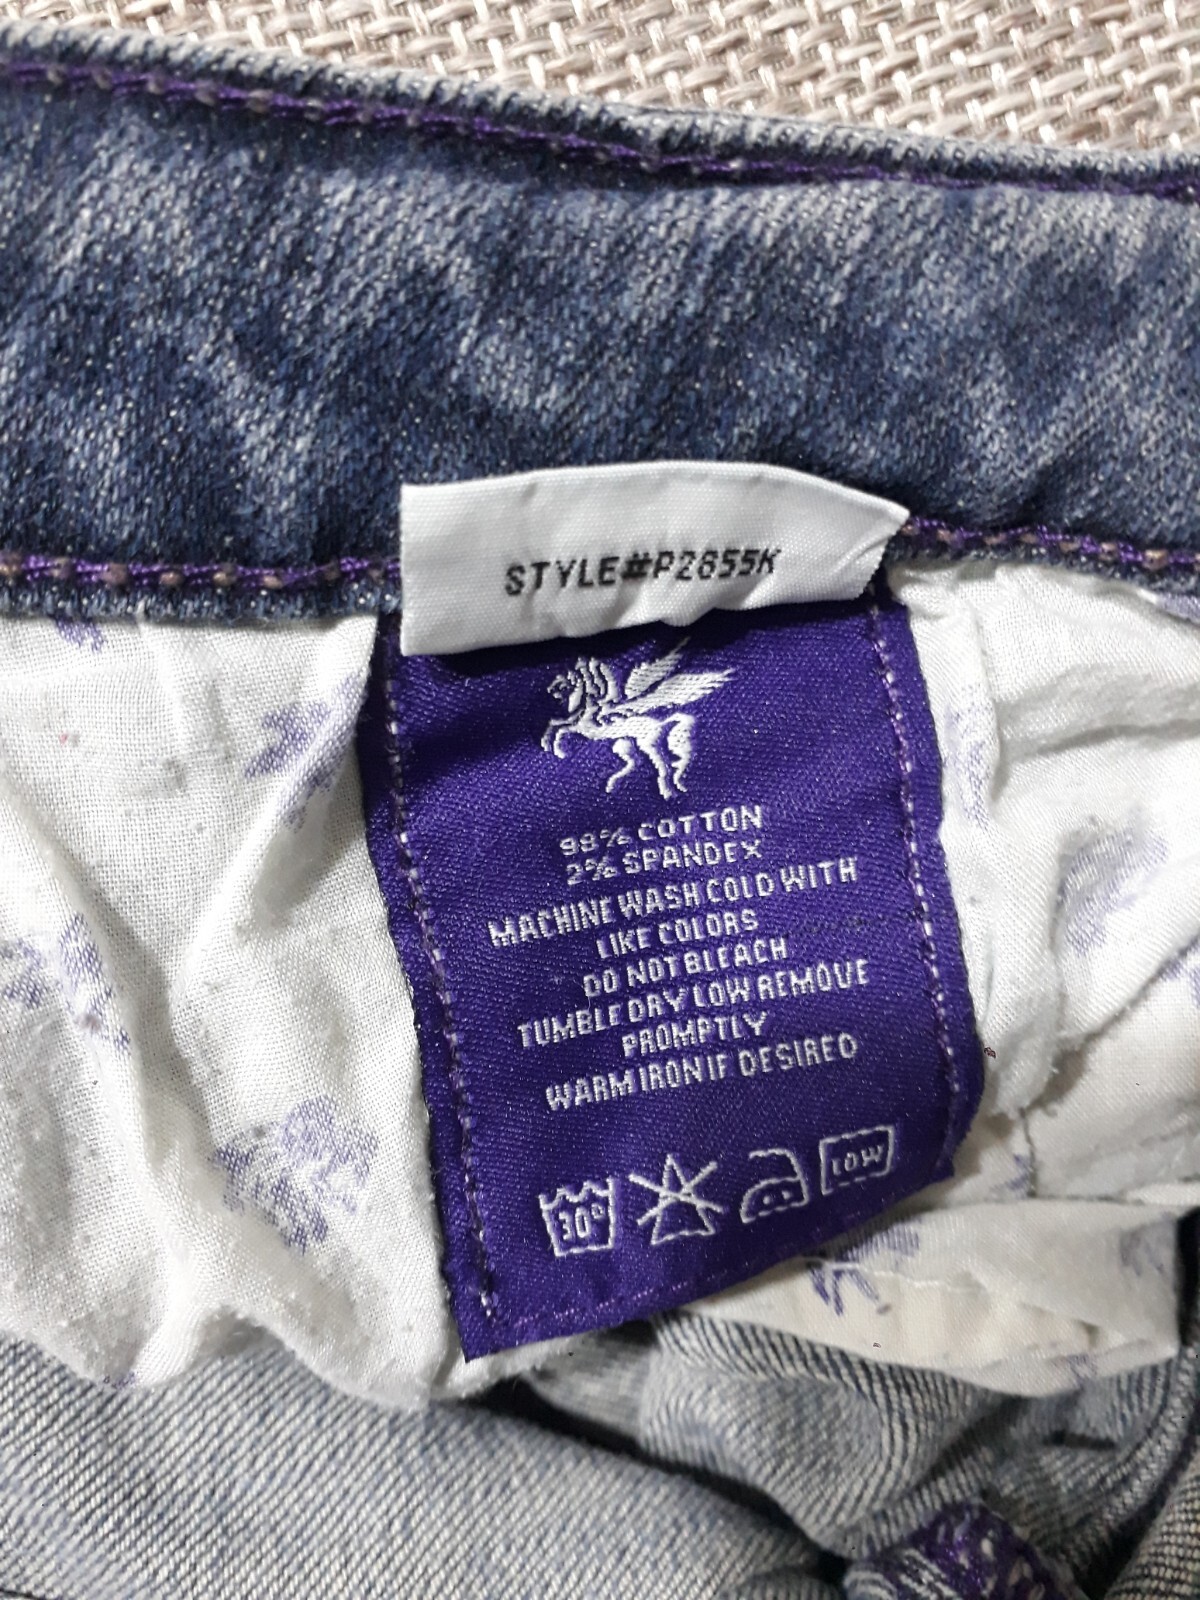 STYLE#P2855K
98% COTTON
2% SPANDEX
MACHINE WASH COLD WITH
LIKE COLORS
DO NOT BLEACH
TUMBLE DRY LOW REMOVE
PROMPTLY
WARM IRON IF DESIRED
30° LOW